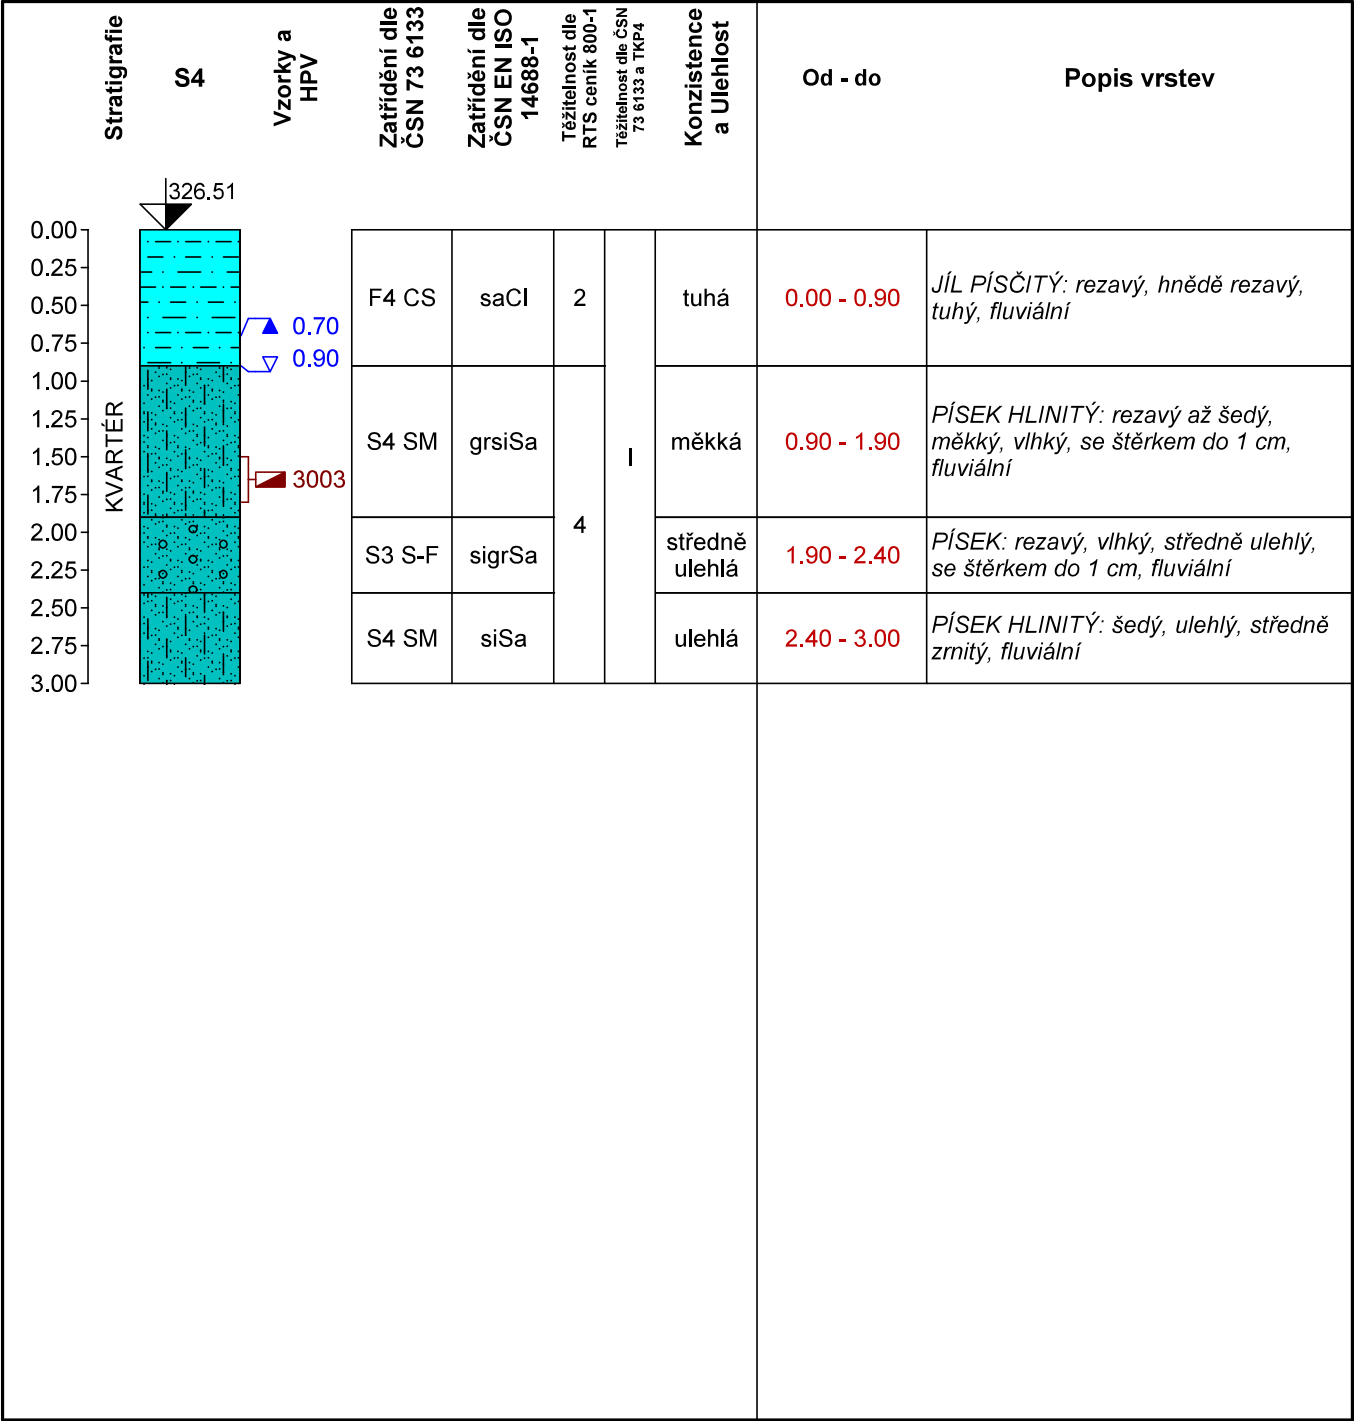 Stratigrafie
S4
Vzorky a
HPV
Zatřídění dle
ČSN 73 6133
Zatřídění dle
ČSN EN ISO
14688-1
Těžitelnost dle
RTS ceník 800-1
Těžitelnost dle ČSN
73 6133 a TKP4
Konzistence
a Ulehlost
Od - do
Popis vrstev
326.51
0.00
0.25
0.50
0.75
1.00
1.25
1.50
1.75
2.00
2.25
2.50
2.75
3.00
KVARTÉR
0.70
0.90
3003
F4 CS
saCl
2
tuhá
0.00 - 0.90
JÍL PÍSČITÝ: rezavý, hnědě rezavý,
tuhý, fluviální
S4 SM
grsiSa
4
I
měkká
0.90 - 1.90
PÍSEK HLINITÝ: rezavý až šedý,
měkký, vlhký, se štěrkem do 1 cm,
fluviální
S3 S-F
sigrSa
středně
ulehlá
1.90 - 2.40
PÍSEK: rezavý, vlhký, středně ulehlý,
se štěrkem do 1 cm, fluviální
S4 SM
siSa
ulehlá
2.40 - 3.00
PÍSEK HLINITÝ: šedý, ulehlý, středně
zrnitý, fluviální